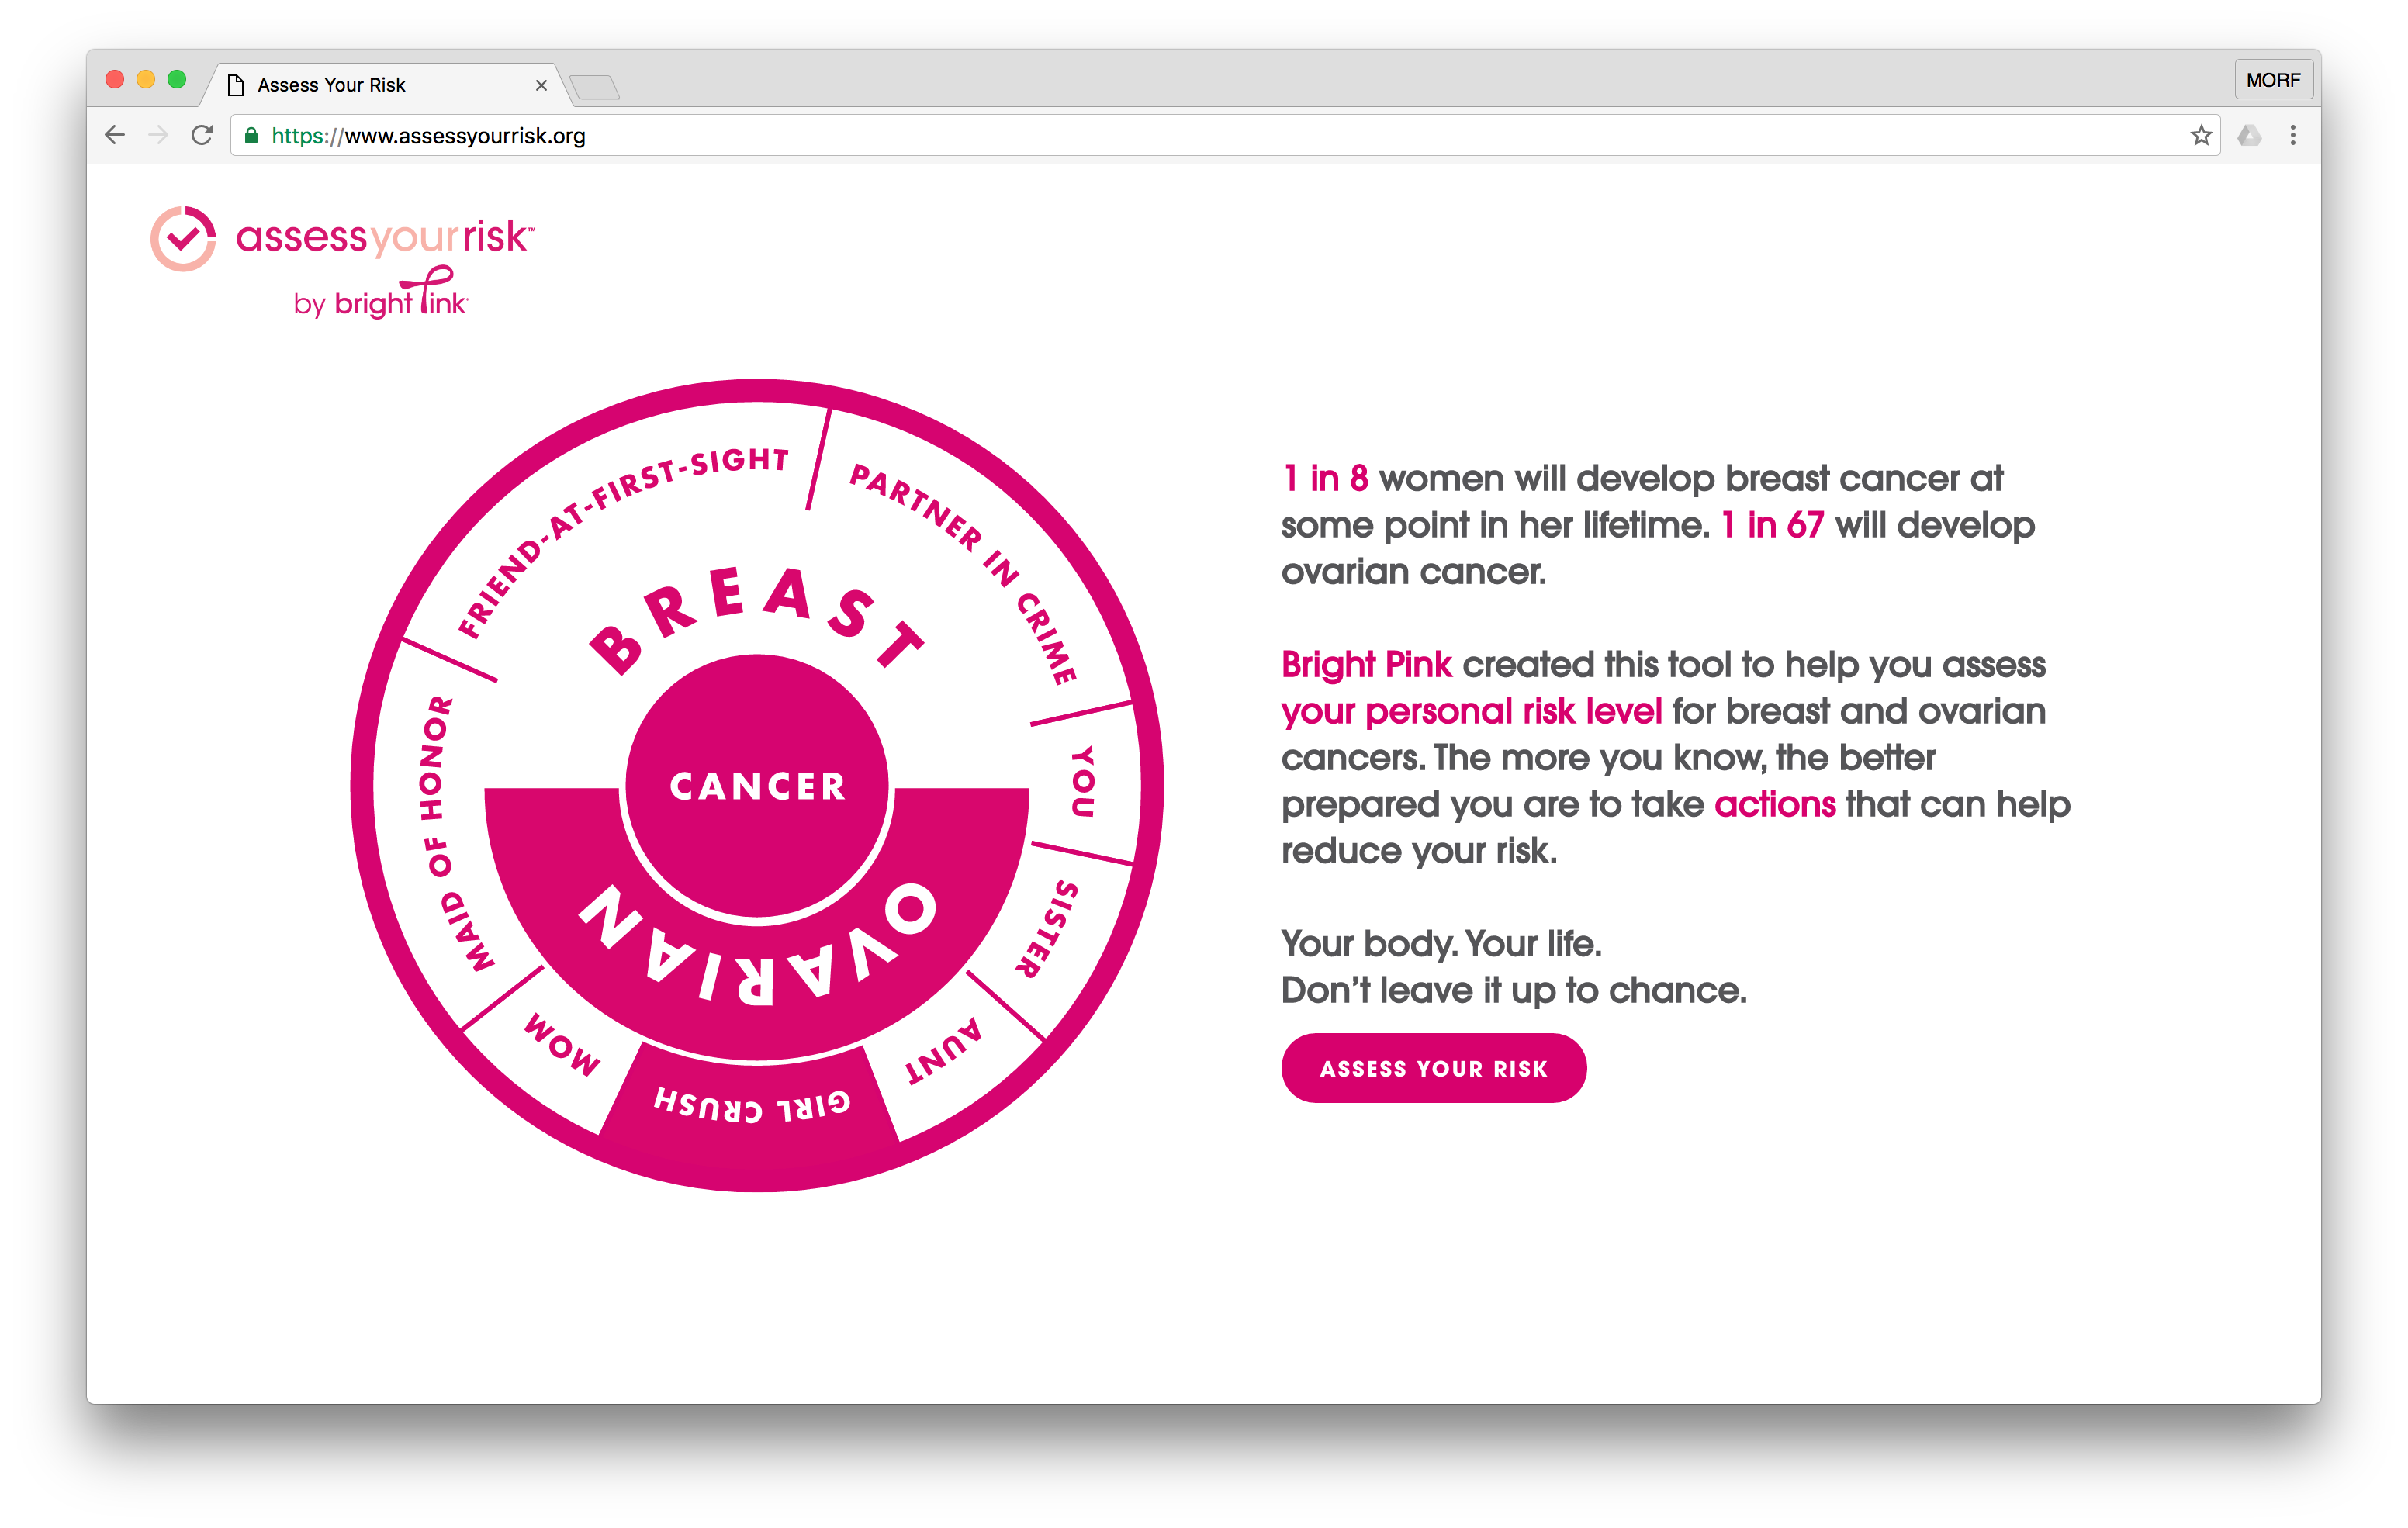 Assess Your Risk
MORF
https://www.assessyourrisk.org
assessyourrisk™
by bright pink
FRIEND-AT-FIRST-SIGHT
PARTNER IN CRIME
YOU
SISTER
AUNT
GIRL CRUSH
MOM
MAID OF HONOR
BREAST
CANCER
OVARIAN
1 in 8 women will develop breast cancer at
some point in her lifetime. 1 in 67 will develop
ovarian cancer.
Bright Pink created this tool to help you assess
your personal risk level for breast and ovarian
cancers. The more you know, the better
prepared you are to take actions that can help
reduce your risk.
Your body. Your life.
Don't leave it up to chance.
ASSESS YOUR RISK